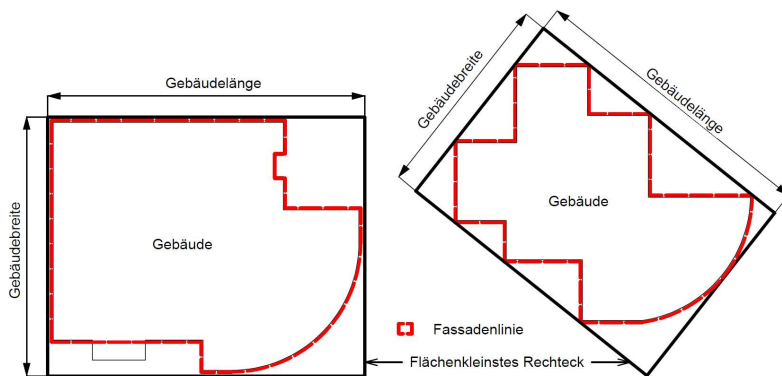 Gebäudelänge
Gebäudebreite
Gebäude
Gebäudebreite
Gebäudelänge
Gebäude
Fassadenlinie
Flächenkleinstes Rechteck